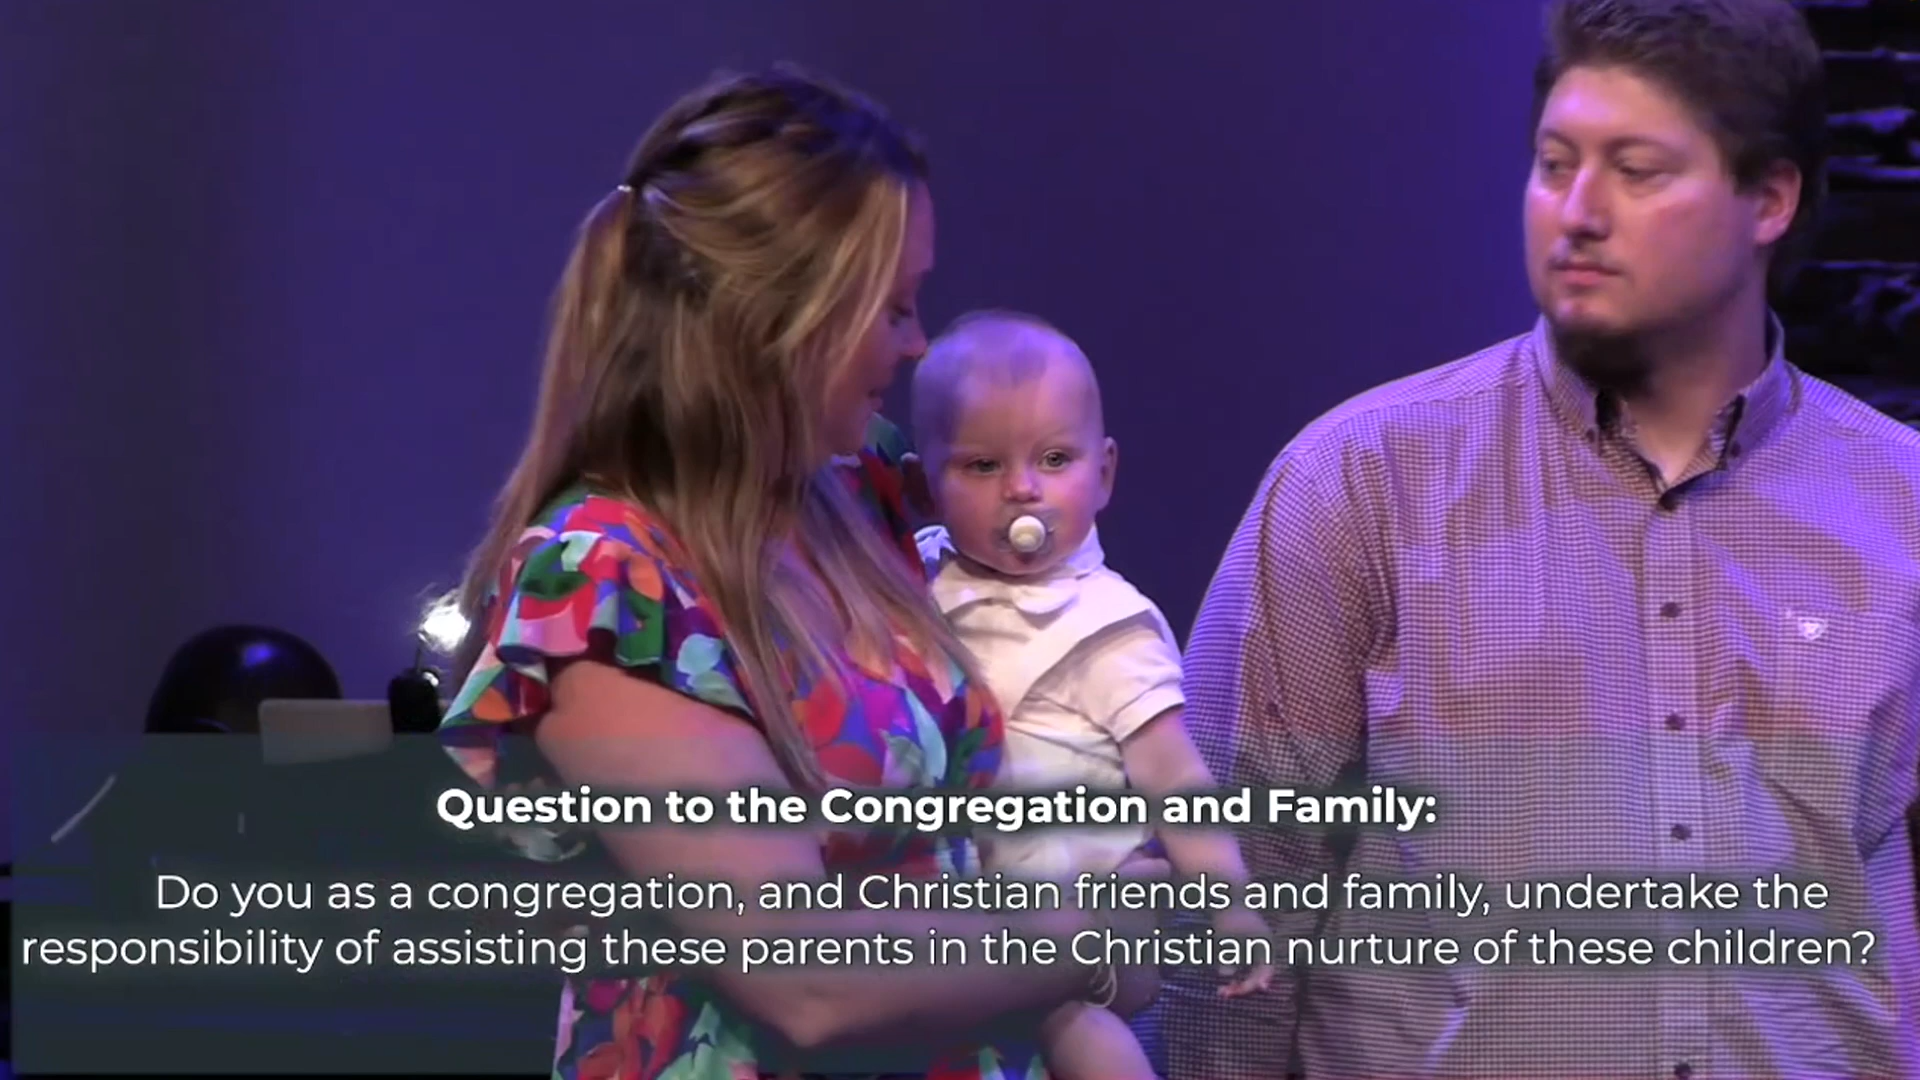 Question to the Congregation and Family:
Do you as a congregation, and Christian friends and family, undertake the
responsibility of assisting these parents in the Christian nurture of these children?